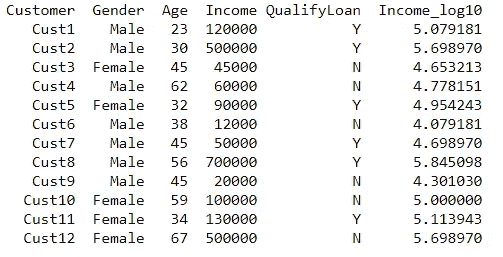 Customer Gender Age Income QualifyLoan Income_log10
Cust1 Male 23 120000 Y 5.079181
Cust2 Male 30 500000 Y 5.698970
Cust3 Female 45 45000 N 4.653213
Cust4 Male 62 60000 N 4.778151
Cust5 Female 32 90000 Y 4.954243
Cust6 Male 38 12000 N 4.079181
Cust7 Male 45 50000 Y 4.698970
Cust8 Male 56 700000 Y 5.845098
Cust9 Male 45 20000 N 4.301030
Cust10 Female 59 100000 N 5.000000
Cust11 Female 34 130000 Y 5.113943
Cust12 Female 67 500000 N 5.698970